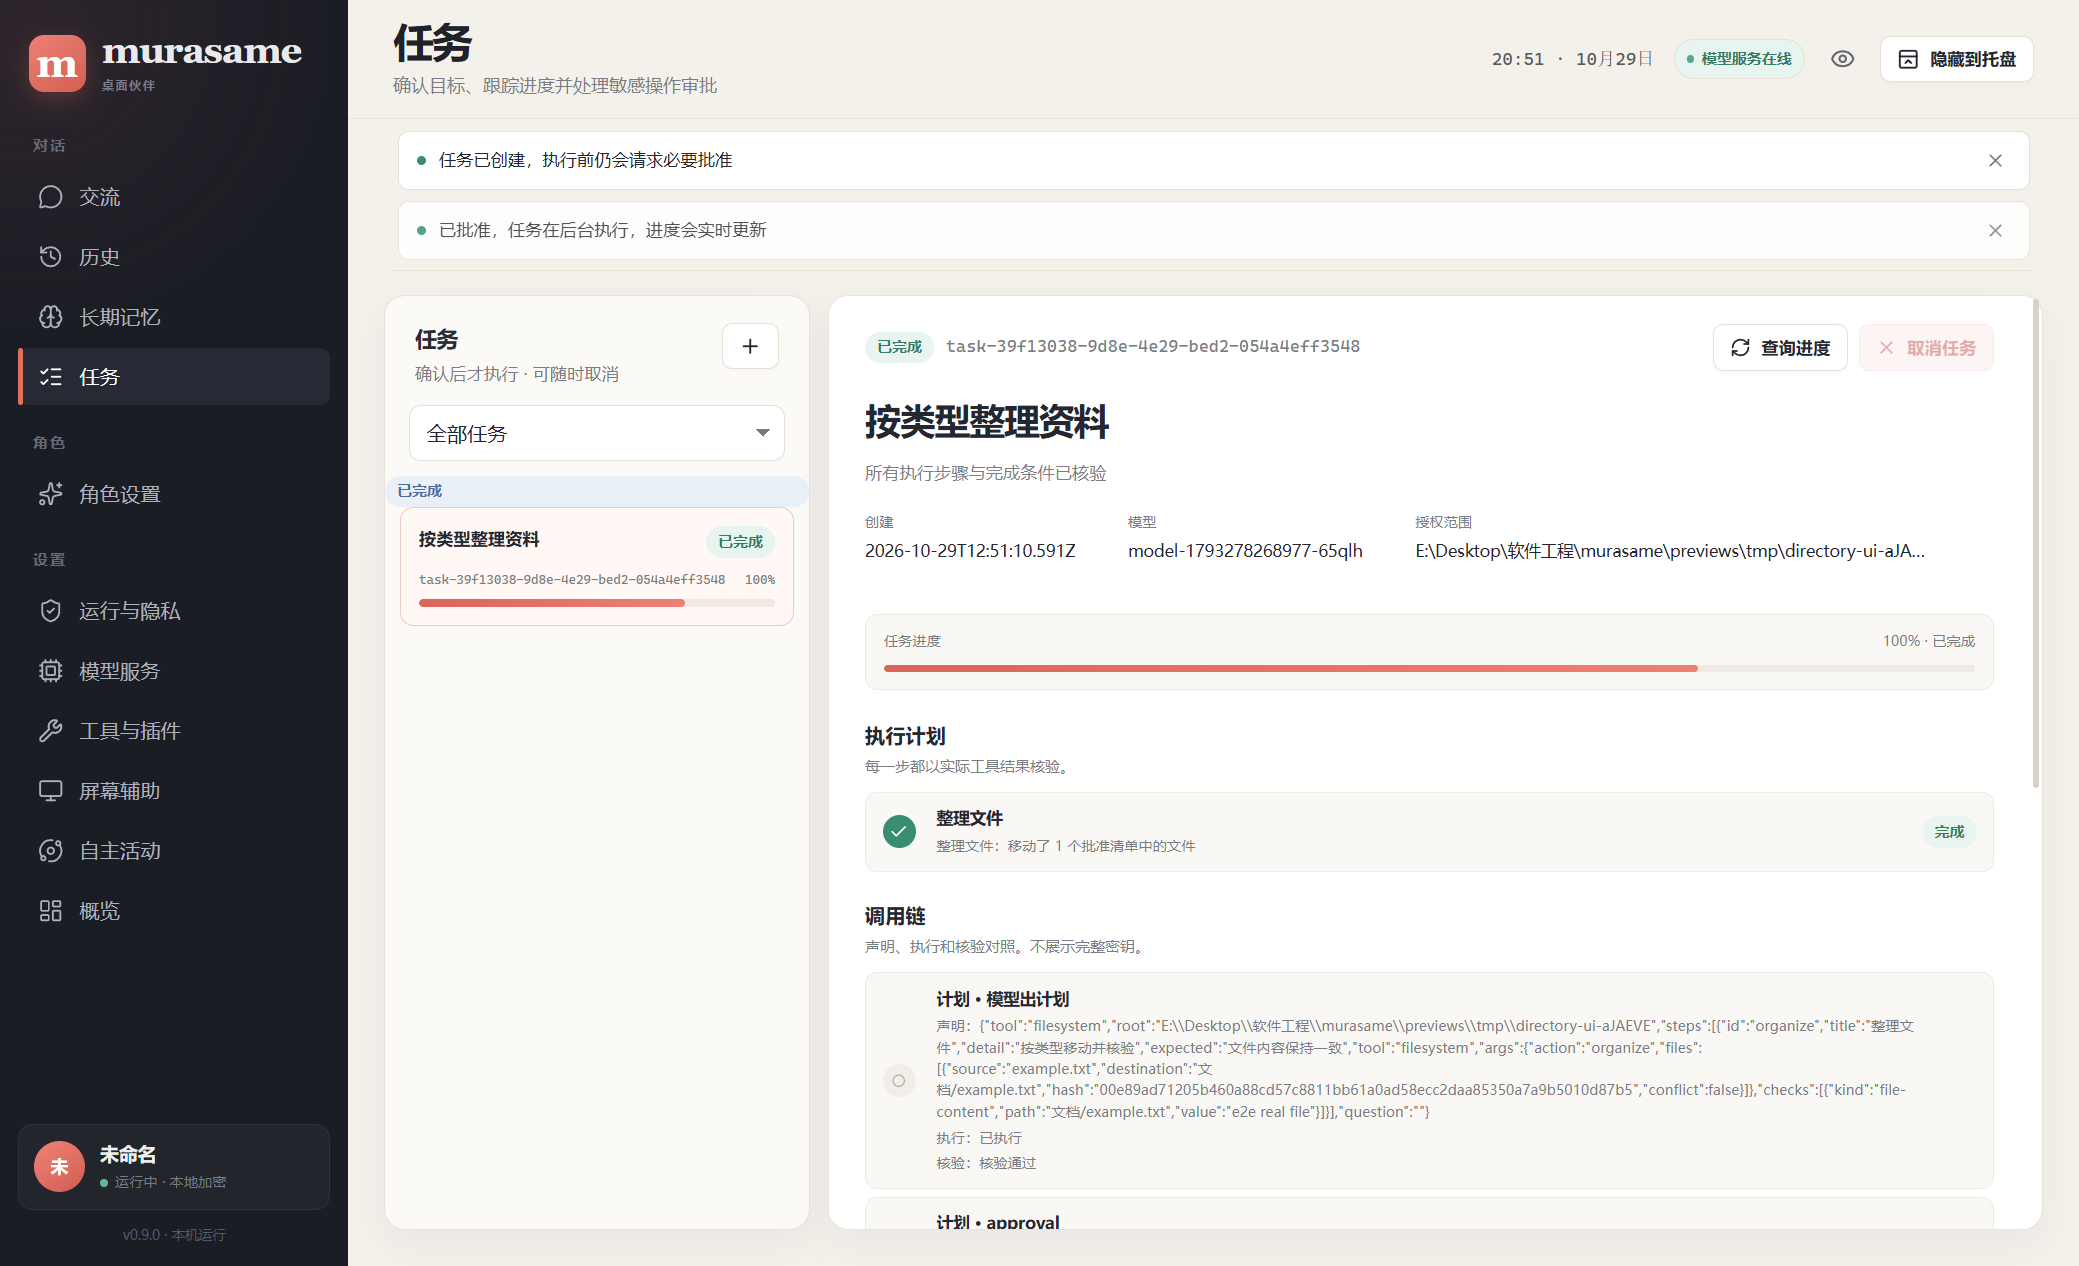 m
murasame
桌面伙伴
对话
交流
历史
长期记忆
任务
角色
角色设置
设置
运行与隐私
模型服务
工具与插件
屏幕辅助
自主活动
概览
未
未命名
运行中 · 本地加密
v0.9.0 · 本机运行
任务
确认目标、跟踪进度并处理敏感操作审批
20:51 · 10月29日
模型服务在线
隐藏到托盘
任务已创建，执行前仍会请求必要批准
已批准，任务在后台执行，进度会实时更新
任务
确认后才执行 · 可随时取消
全部任务
已完成
按类型整理资料
已完成
task-39f13038-9d8e-4e29-bed2-054a4eff3548 100%
已完成 task-39f13038-9d8e-4e29-bed2-054a4eff3548
查询进度
取消任务
按类型整理资料
所有执行步骤与完成条件已核验
创建
2026-10-29T12:51:10.591Z
模型
model-1793278268977-65qlh
授权范围
E:\Desktop\软件工程\murasame\previews\tmp\directory-ui-aJA...
任务进度
100% · 已完成
执行计划
每一步都以实际工具结果核验。
整理文件
整理文件：移动了 1 个批准清单中的文件
完成
调用链
声明、执行和核验对照。不展示完整密钥。
计划 • 模型出计划
声明：{"tool":"filesystem","root":"E:\\Desktop\\软件工程\\murasame\\previews\\tmp\\directory-ui-aJAEVE","steps":[{"id":"organize","title":"整理文
件","detail":"按类型移动并核验","expected":"文件内容保持一致","tool":"filesystem","args":{"action":"organize","files":
[{"source":"example.txt","destination":"文
档/example.txt","hash":"00e89ad71205b460a88cd57c8811bb61a0ad58ecc2daa85350a7a9b5010d87b5","conflict":false}]},"checks":[{"kind":"file-
content","path":"文档/example.txt","value":"e2e real file"}]}],"question":""}
执行：已执行
核验：核验通过
计划 • approval